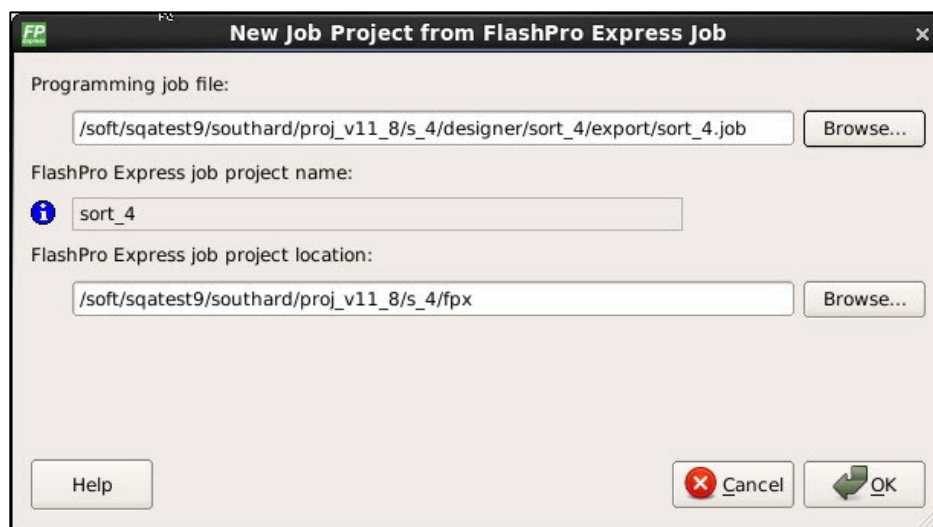 FP
Express
New Job Project from FlashPro Express Job
Programming job file:
/soft/sqatest9/southard/proj_v11_8/s_4/designer/sort_4/export/sort_4.job
Browse...
FlashPro Express job project name:
sort_4
FlashPro Express job project location:
/soft/sqatest9/southard/proj_v11_8/s_4/fpx
Browse...
Help
Cancel
OK